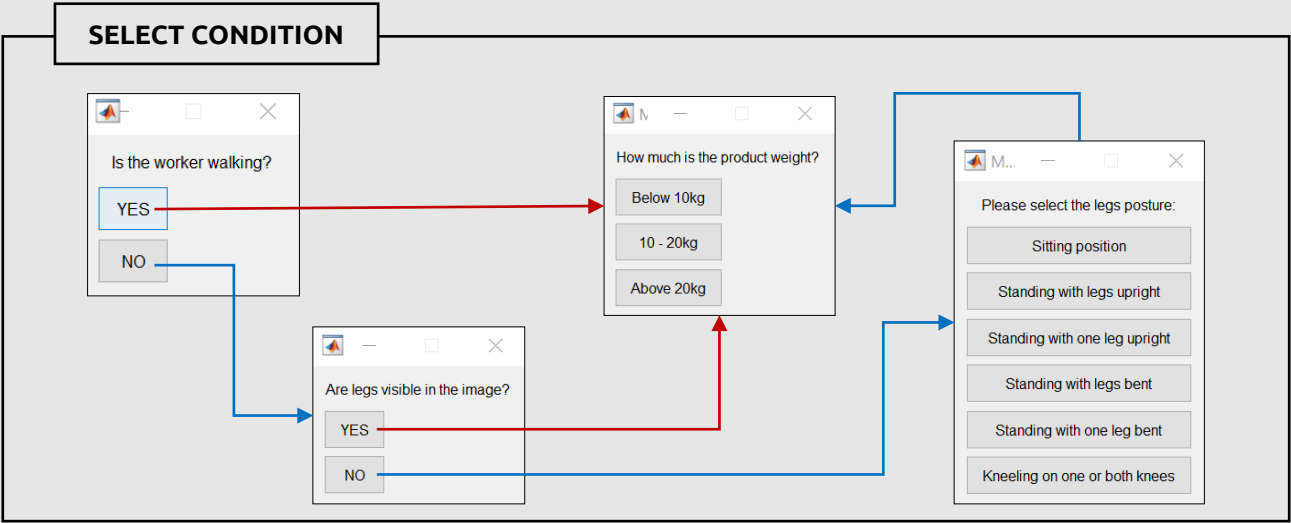 SELECT CONDITION
Is the worker walking?
YES
NO
Are legs visible in the image?
YES
NO
M
How much is the product weight?
Below 10kg
10 - 20kg
Above 20kg
M...
Please select the legs posture:
Sitting position
Standing with legs upright
Standing with one leg upright
Standing with legs bent
Standing with one leg bent
Kneeling on one or both knees